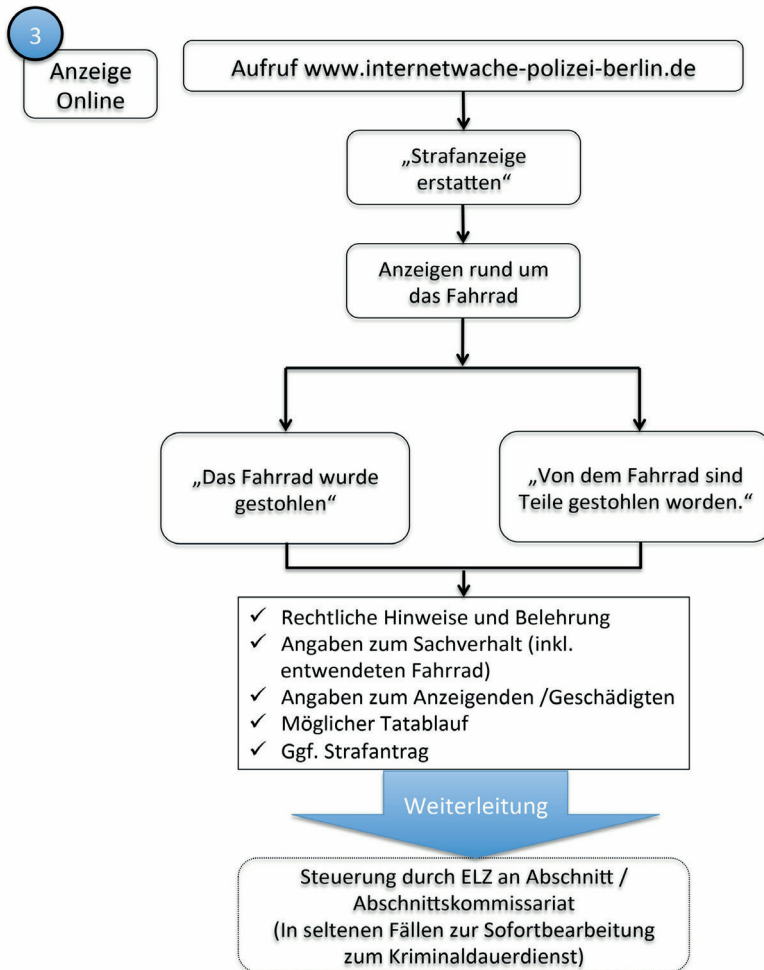 3
Anzeige
Online
Aufruf www.internetwache-polizei-berlin.de
„Strafanzeige
erstatten“
Anzeigen rund um
das Fahrrad
„Das Fahrrad wurde
gestohlen“
„Von dem Fahrrad sind
Teile gestohlen worden.“
✓ Rechtliche Hinweise und Belehrung
✓ Angaben zum Sachverhalt (inkl.
entwendeten Fahrrad)
✓ Angaben zum Anzeigenden /Geschädigten
✓ Möglicher Tatablauf
✓ Ggf. Strafantrag
Weiterleitung
Steuerung durch ELZ an Abschnitt /
Abschnittskommissariat
(In seltenen Fällen zur Sofortbearbeitung
zum Kriminaldauerdienst)